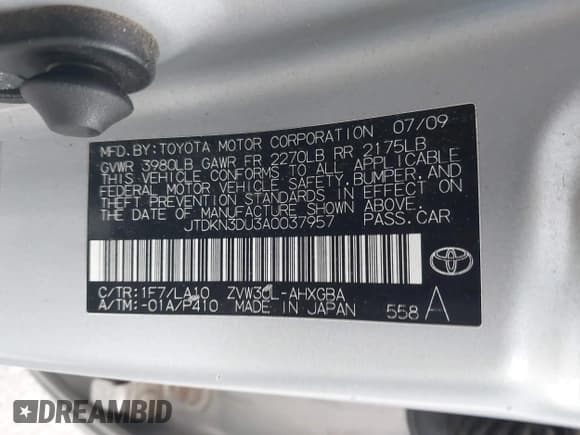 MFD.BY:TOYOTA MOTOR CORPORATION 07/09
GVWR 3980LB GAWR FR 2270LB RR 2175LB
THIS VEHICLE CONFORMS TO ALL APPLICABLE
FEDERAL MOTOR VEHICLE SAFETY, BUMPER, AND
THEFT PREVENTION STANDARDS IN EFFECT ON
THE DATE OF MANUFACTURE SHOWN ABOVE.
JTDKN3DU3A0037957 PASS.CAR
C/TR:1F7/LA10 ZVW30L-AHXGBA
A/TM:-01A/P410 MADE IN JAPAN
558 A
TOYOTA
DREAMBID